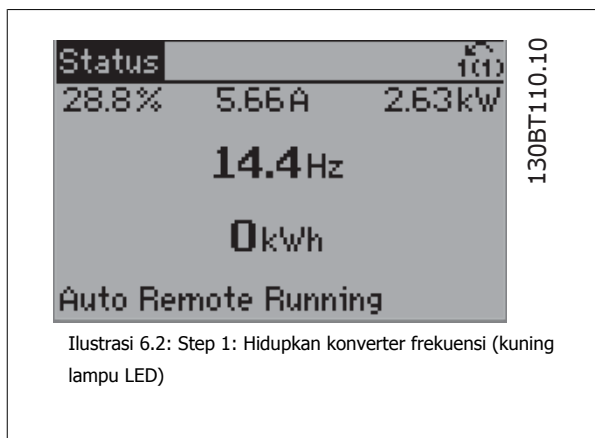 Status 1(1)
28.8% 5.66A 2.63kW
14.4Hz
0kWh
Auto Remote Running
130BT110.10
Ilustrasi 6.2: Step 1: Hidupkan konverter frekuensi (kuning
lampu LED)